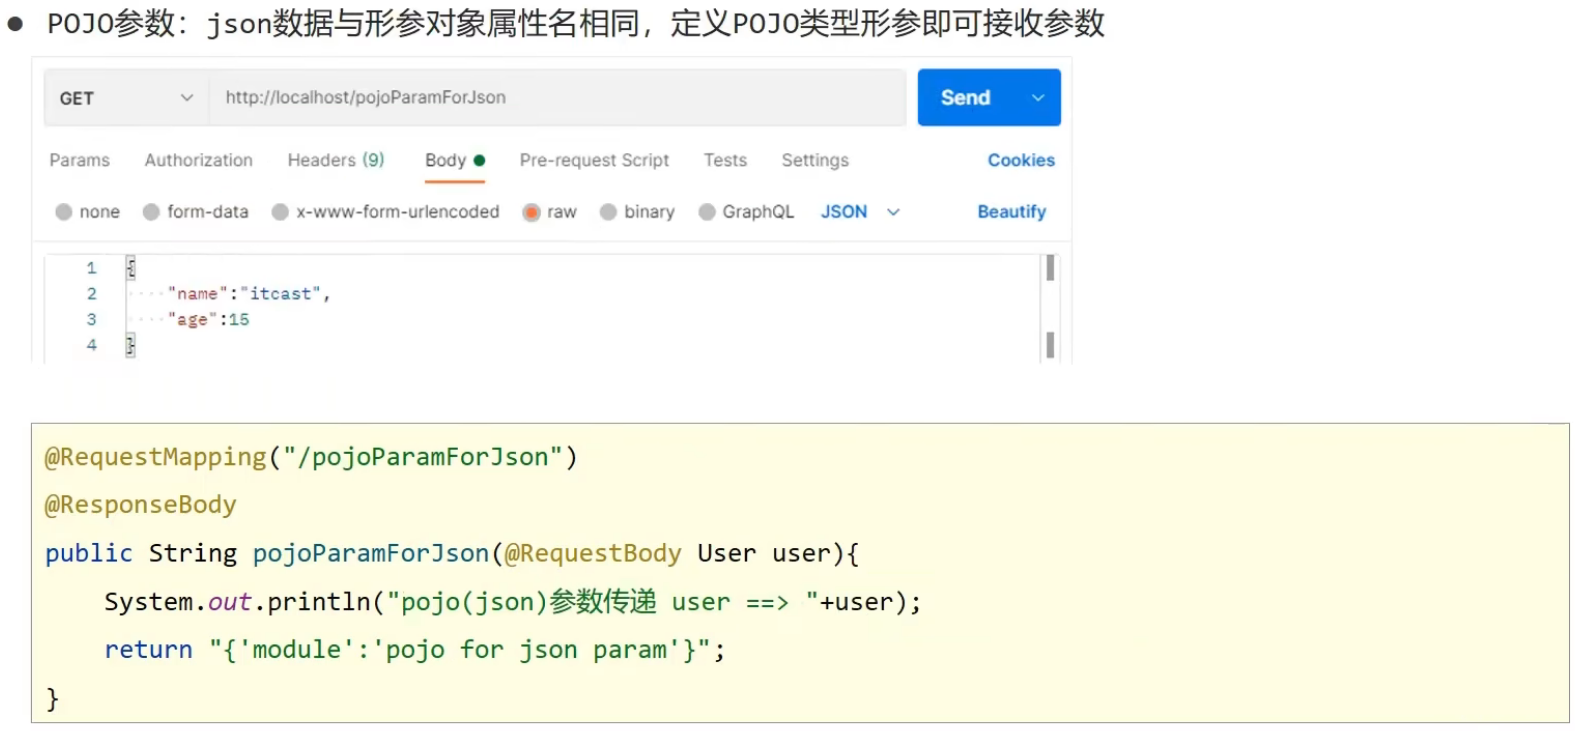 ● POJO参数：json数据与形参对象属性名相同，定义POJO类型形参即可接收参数
GET http://localhost/pojoParamForJson Send
Params Authorization Headers (9) Body Pre-request Script Tests Settings Cookies
none form-data x-www-form-urlencoded raw binary GraphQL JSON Beautify
1 {
2 ····"name":"itcast",
3 ····"age":15
4 }
@RequestMapping("/pojoParamForJson")
@ResponseBody
public String pojoParamForJson(@RequestBody User user){
System.out.println("pojo(json)参数传递 user ==> "+user);
return "{'module':'pojo for json param'}";
}